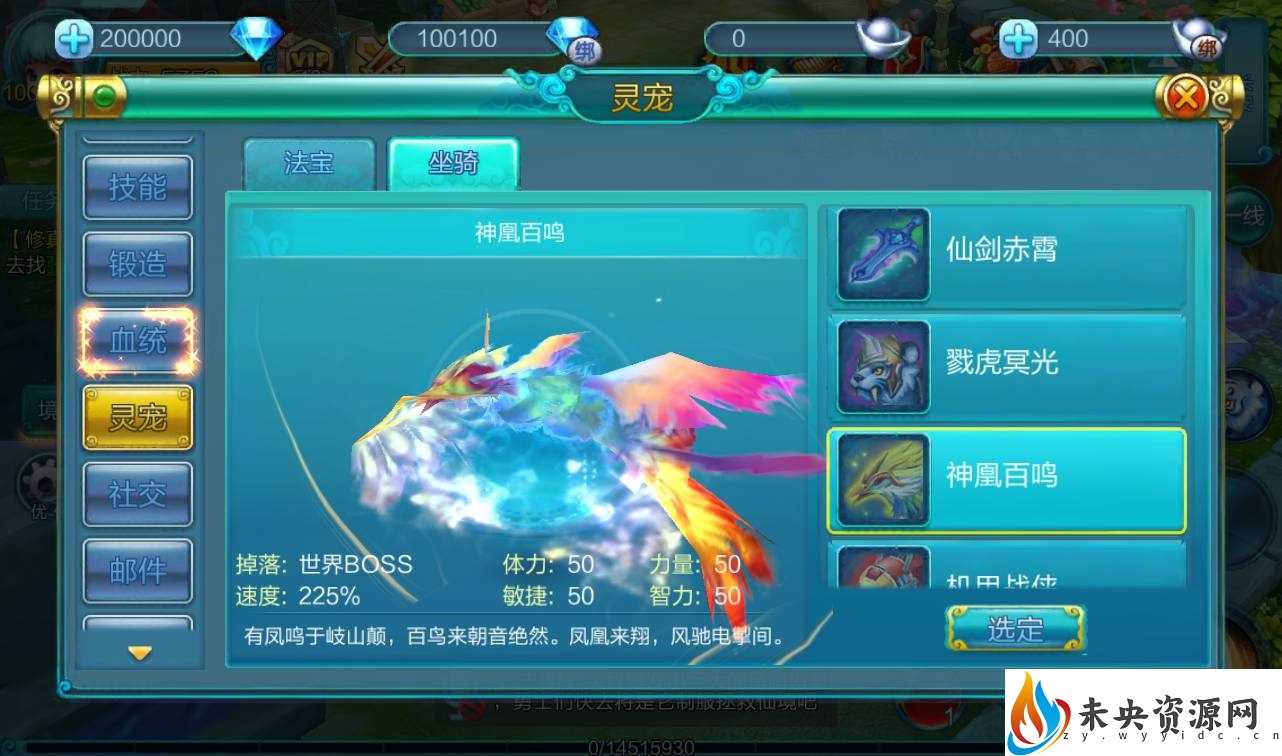 200000
100100
绑
0
400
绑
灵宠
技能
锻造
血统
灵宠
社交
邮件
法宝
坐骑
神凰百鸣
仙剑赤霄
戮虎冥光
神凰百鸣
机甲战侠
掉落: 世界BOSS 体力: 50 力量: 50
速度: 225% 敏捷: 50 智力: 50
有凤鸣于岐山颠，百鸟来朝音绝然。凤凰来翔，风驰电掣间。
选定
，勇士们快去将是它制服拯救仙境吧
0/14515930
1
任务
去找
一线
VIP
未央资源网
zy.wyyidc.cn